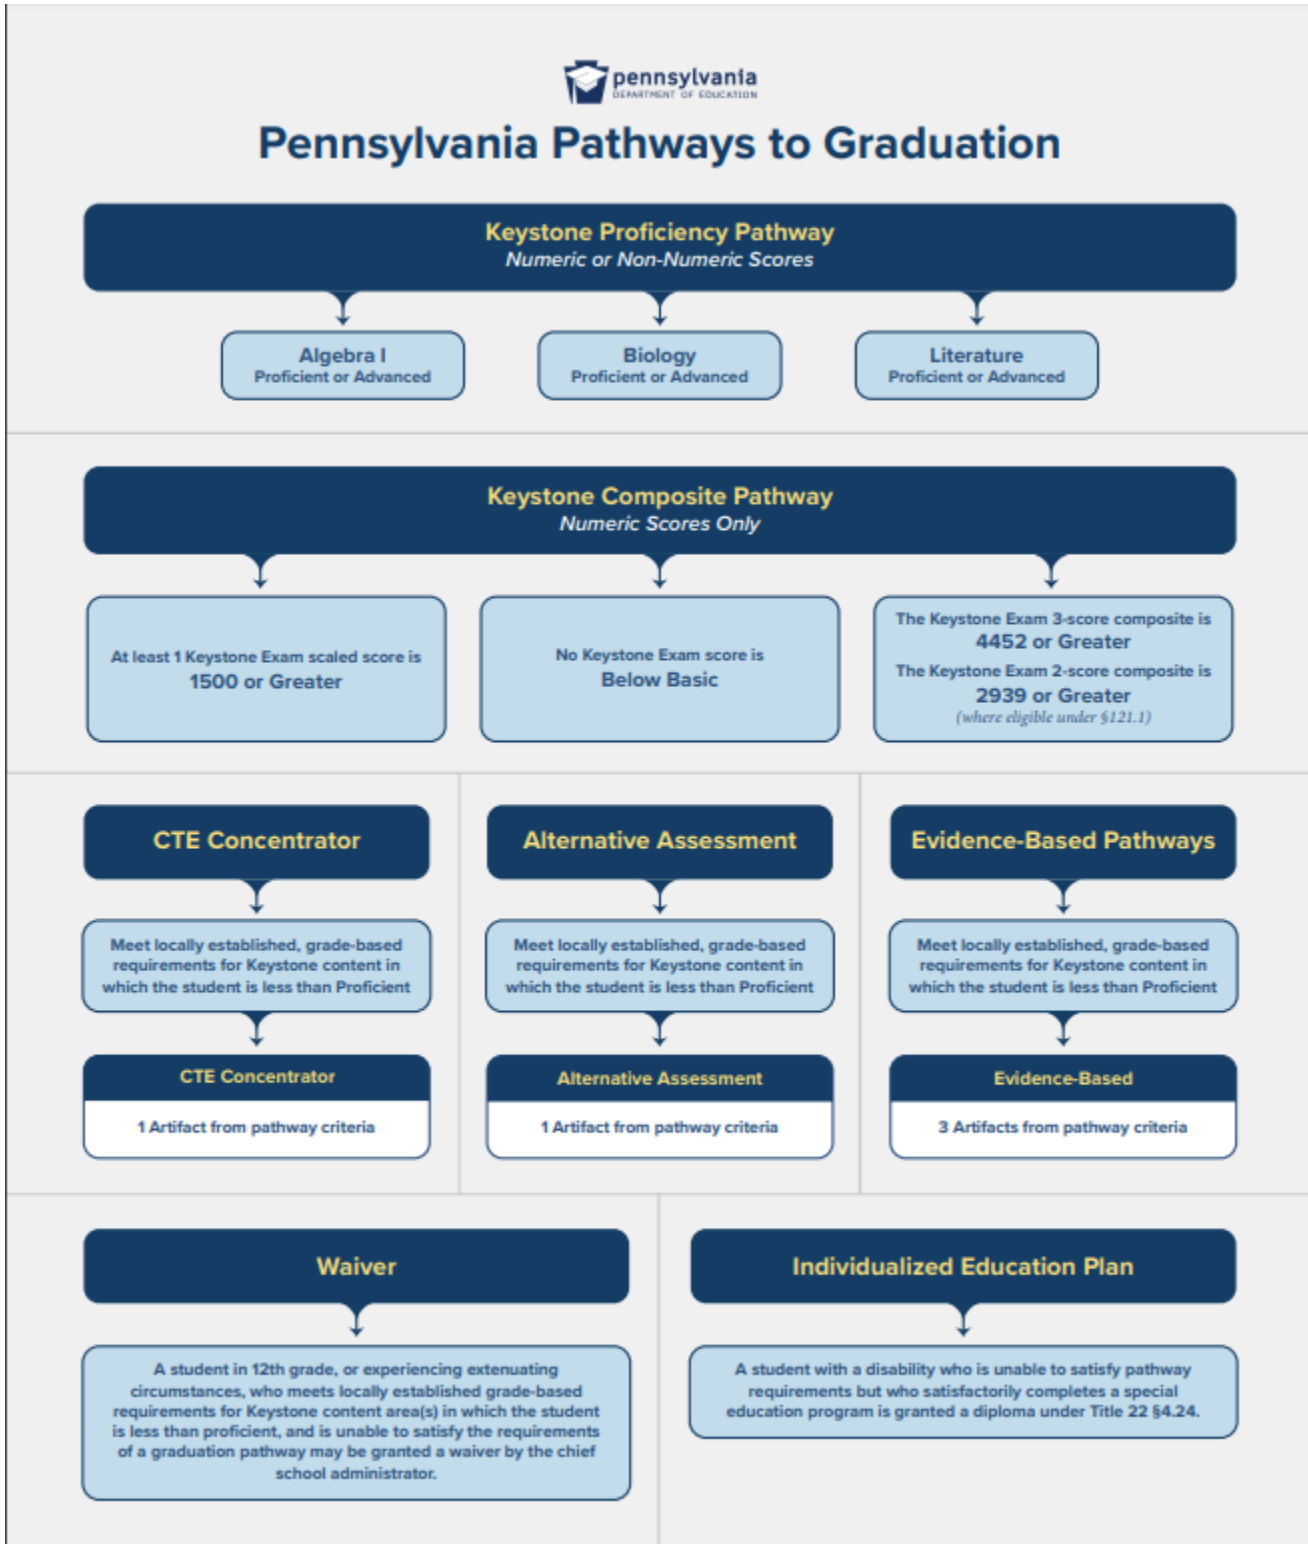 pennsylvania
DEPARTMENT OF EDUCATION
Pennsylvania Pathways to Graduation
Keystone Proficiency Pathway
Numeric or Non-Numeric Scores
Algebra I
Proficient or Advanced
Biology
Proficient or Advanced
Literature
Proficient or Advanced
Keystone Composite Pathway
Numeric Scores Only
At least 1 Keystone Exam scaled score is
1500 or Greater
No Keystone Exam score is
Below Basic
The Keystone Exam 3-score composite is
4452 or Greater
The Keystone Exam 2-score composite is
2939 or Greater
(where eligible under §121.1)
CTE Concentrator
Meet locally established, grade-based
requirements for Keystone content in
which the student is less than Proficient
CTE Concentrator
1 Artifact from pathway criteria
Alternative Assessment
Meet locally established, grade-based
requirements for Keystone content in
which the student is less than Proficient
Alternative Assessment
1 Artifact from pathway criteria
Evidence-Based Pathways
Meet locally established, grade-based
requirements for Keystone content in
which the student is less than Proficient
Evidence-Based
3 Artifacts from pathway criteria
Waiver
A student in 12th grade, or experiencing extenuating
circumstances, who meets locally established grade-based
requirements for Keystone content area(s) in which the student
is less than proficient, and is unable to satisfy the requirements
of a graduation pathway may be granted a waiver by the chief
school administrator.
Individualized Education Plan
A student with a disability who is unable to satisfy pathway
requirements but who satisfactorily completes a special
education program is granted a diploma under Title 22 §4.24.